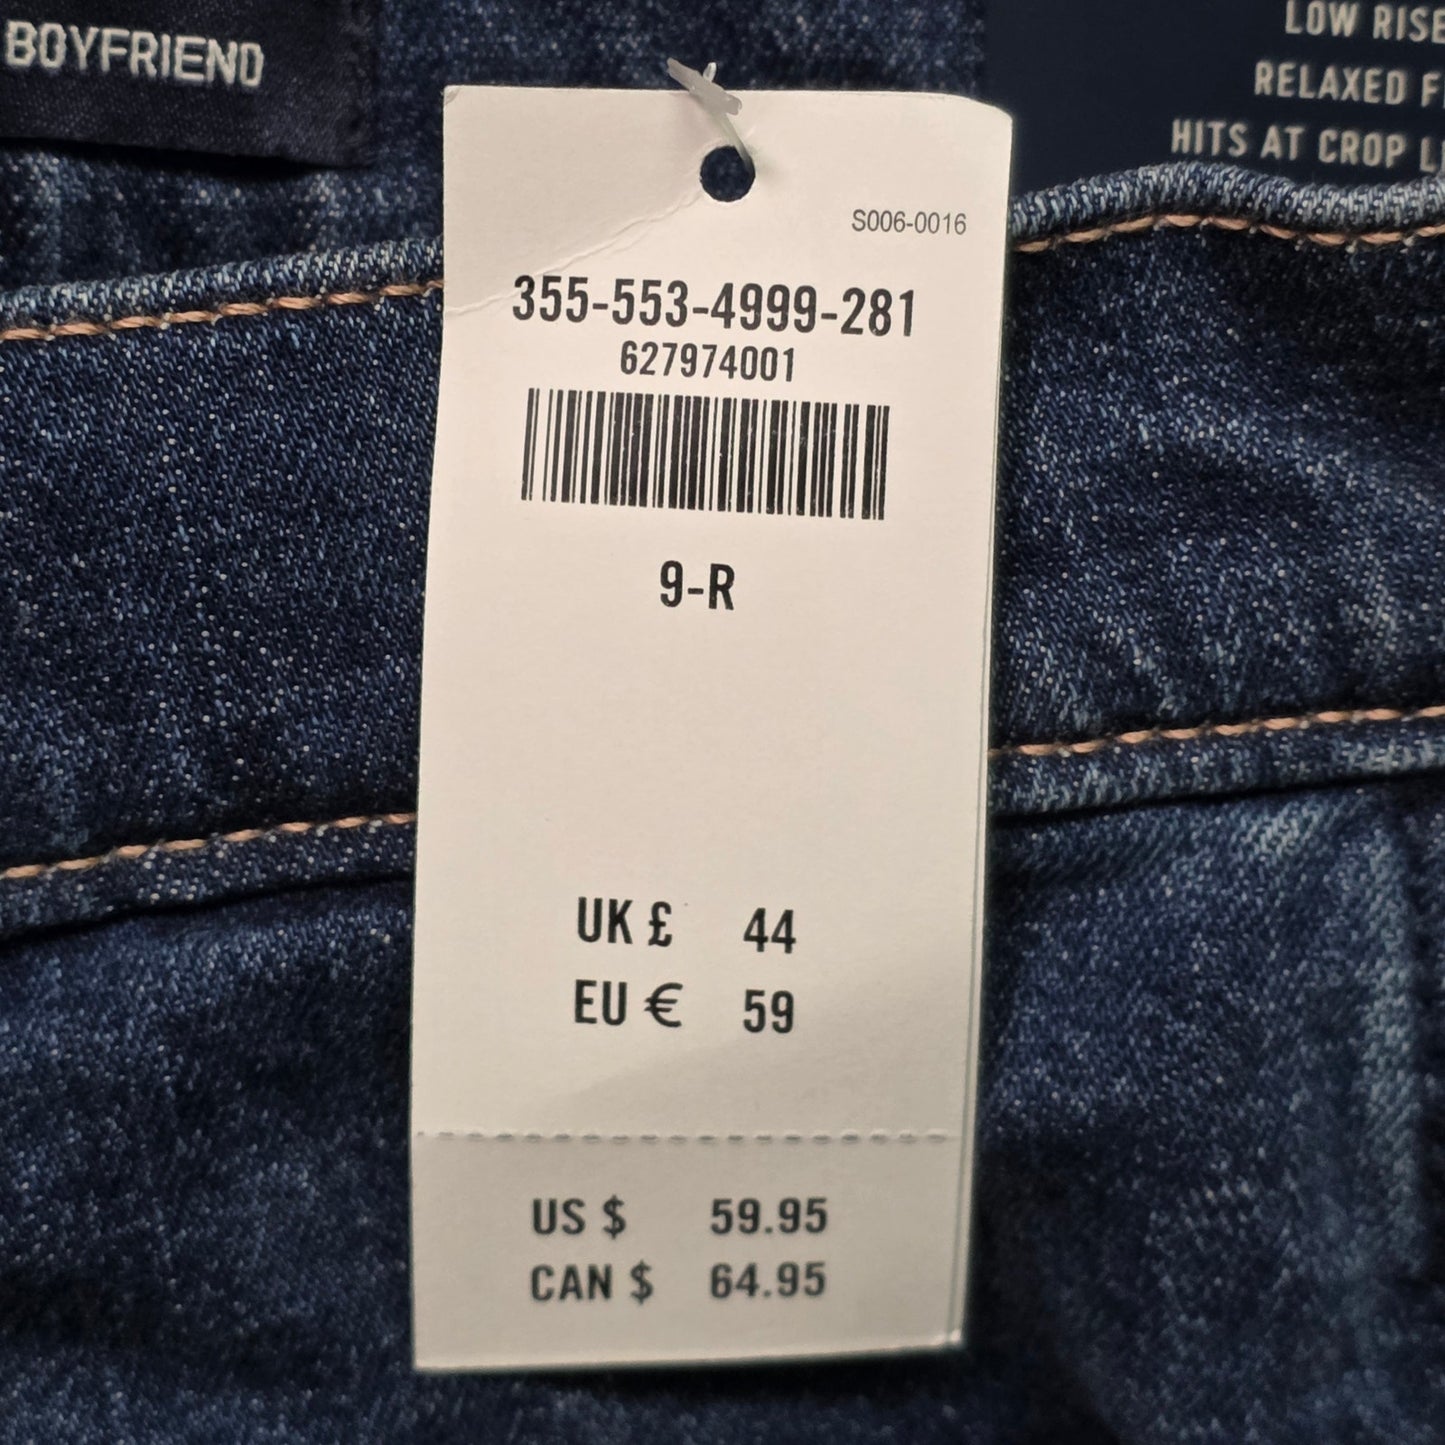 BOYFRIEND
LOW RISE
RELAXED
HITS AT CROP
S006-0016
355-553-4999-281
627974001
9-R
UK £ 44
EU € 59
US $ 59.95
CAN $ 64.95